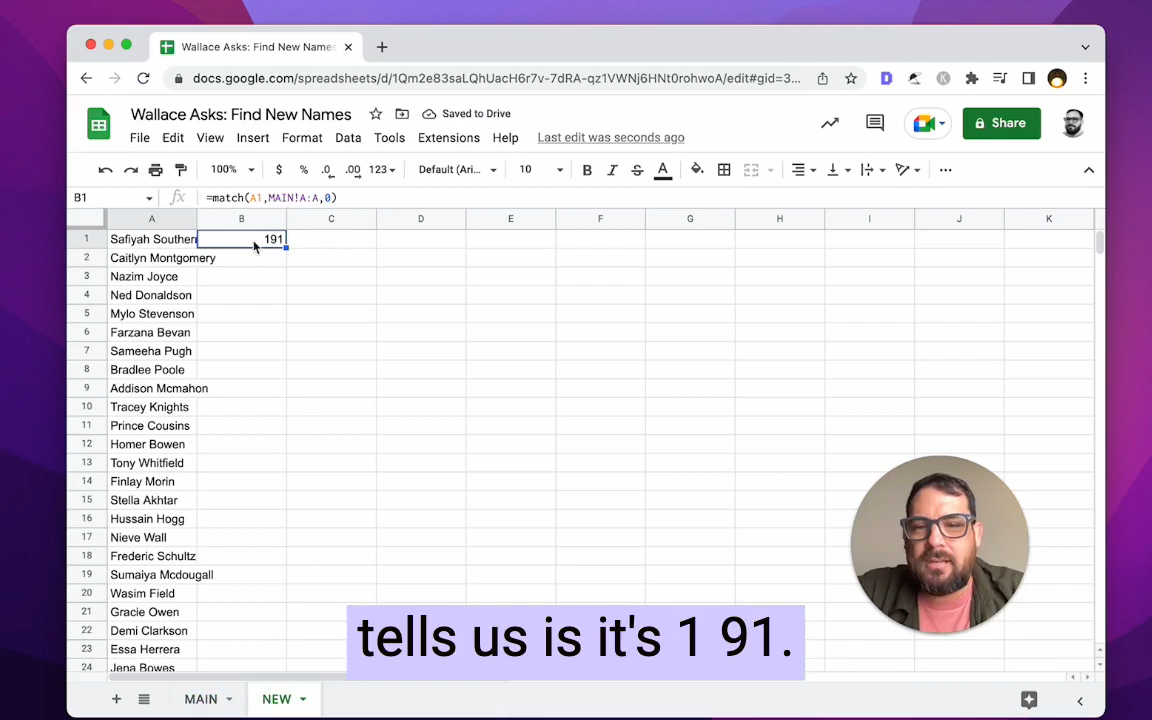 Wallace Asks: Find New Names
docs.google.com/spreadsheets/d/1Qm2e83saLQhUacH6r7v-7dRA-qz1VWNj6HNt0rohwoA/edit#gid=3...
Wallace Asks: Find New Names
Saved to Drive
File Edit View Insert Format Data Tools Extensions Help Last edit was seconds ago
Share
100% $ % .0 .00 123 Default (Ari... 10 B I S A
B1 fx =match(A1,MAIN!A:A,0)
A B C D E F G H I J K
1 Safiyah Southern 191
2 Caitlyn Montgomery
3 Nazim Joyce
4 Ned Donaldson
5 Mylo Stevenson
6 Farzana Bevan
7 Sameeha Pugh
8 Bradlee Poole
9 Addison Mcmahon
10 Tracey Knights
11 Prince Cousins
12 Homer Bowen
13 Tony Whitfield
14 Finlay Morin
15 Stella Akhtar
16 Hussain Hogg
17 Nieve Wall
18 Frederic Schultz
19 Sumaiya Mcdougall
20 Wasim Field
21 Gracie Owen
22 Demi Clarkson
23 Essa Herrera
24 Jena Bowes
tells us is it's 1 91.
MAIN NEW